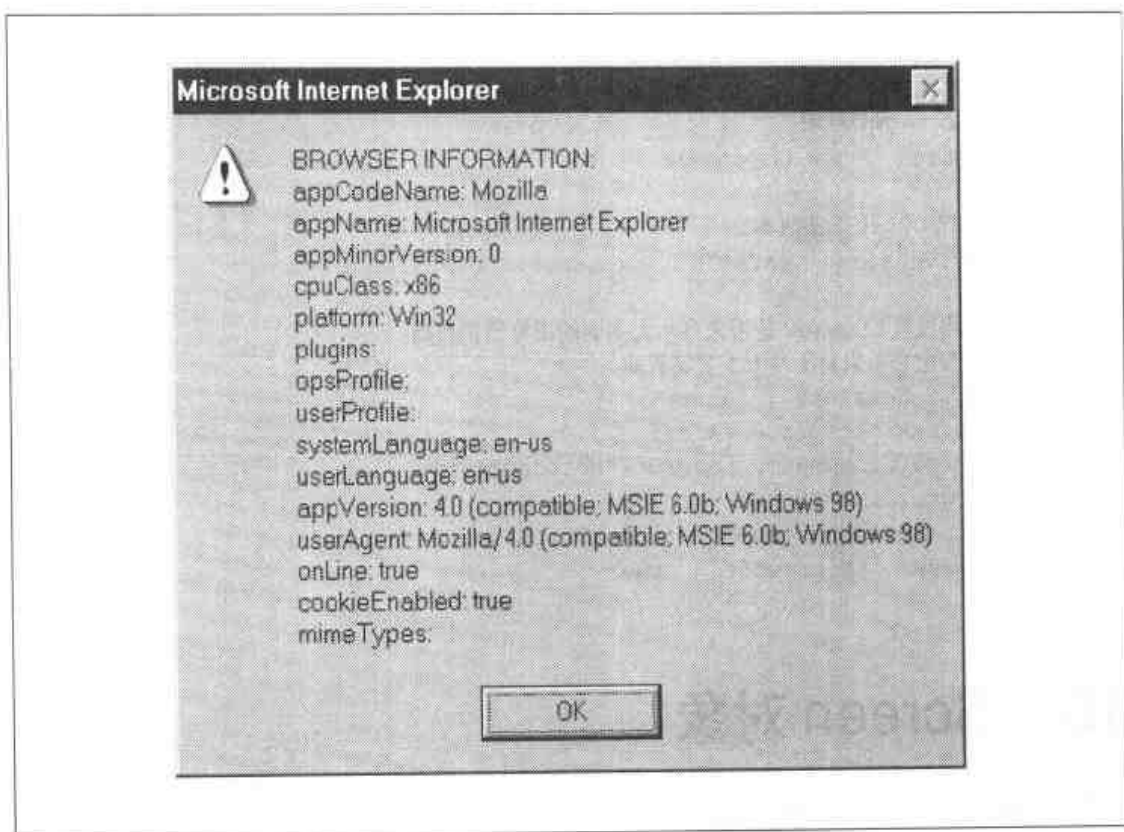 Microsoft Internet Explorer
BROWSER INFORMATION:
appCodeName: Mozilla
appName: Microsoft Internet Explorer
appMinorVersion: 0
cpuClass: x86
platform: Win32
plugins:
opsProfile:
userProfile:
systemLanguage: en-us
userLanguage: en-us
appVersion: 4.0 (compatible; MSIE 6.0b; Windows 98)
userAgent: Mozilla/4.0 (compatible; MSIE 6.0b; Windows 98)
onLine: true
cookieEnabled: true
mimeTypes:
OK